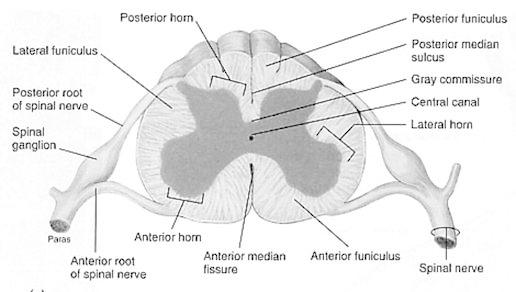 Posterior horn
Posterior funiculus
Lateral funiculus
Posterior median
sulcus
Gray commissure
Posterior root
of spinal nerve
Central canal
Lateral horn
Spinal
ganglion
Paras
Anterior horn
Anterior root
of spinal nerve
Anterior median
fissure
Anterior funiculus
Spinal nerve